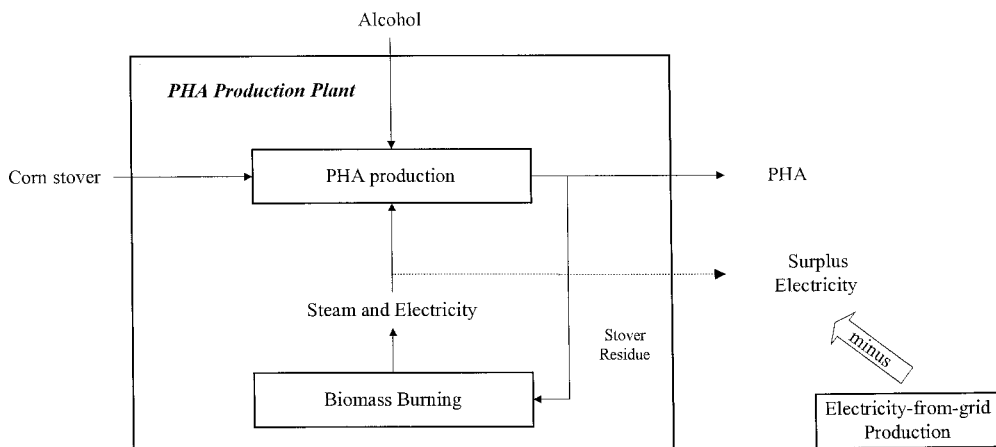 Alcohol
PHA Production Plant
Corn stover
PHA production
PHA
Surplus
Electricity
Steam and Electricity
Stover
Residue
minus
Biomass Burning
Electricity-from-grid
Production